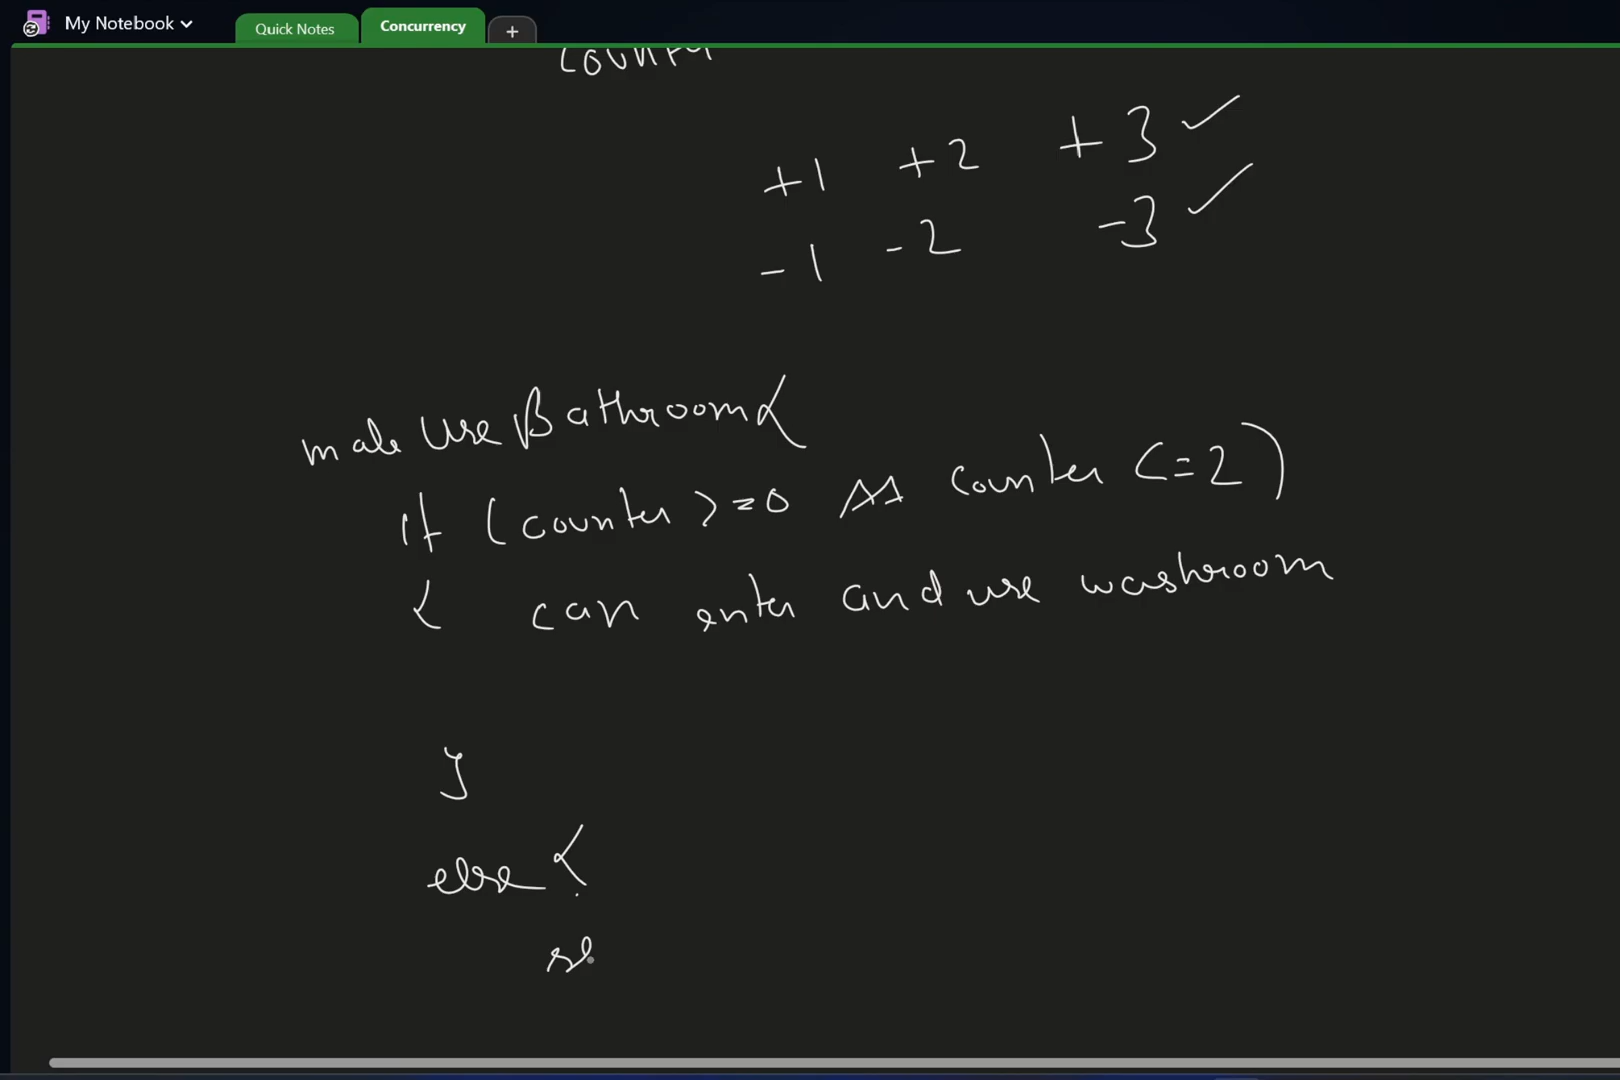 My Notebook
Quick Notes
Concurrency
+
counter
+1 +2 +3 ✓
-1 -2 -3 ✓
male Use Bathroom {
if (counter >= 0 && counter <= 2)
{ can enter and use washroom
}
else {